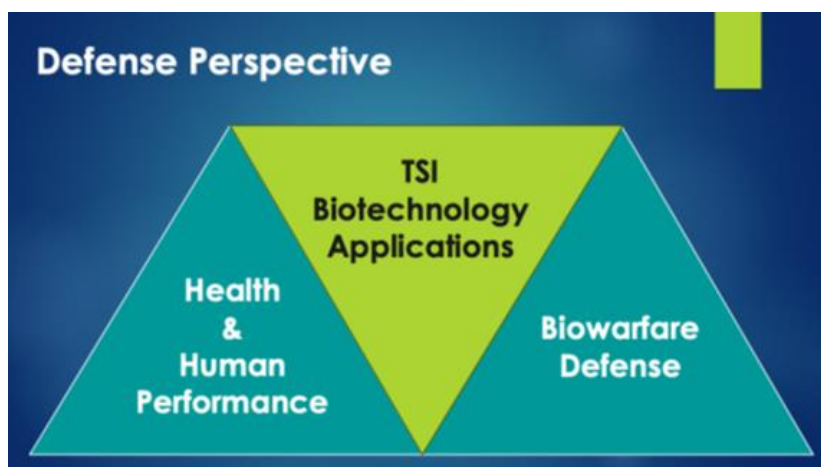 Defense Perspective
TSI
Biotechnology
Applications
Health
&
Human
Performance
Biowarfare
Defense